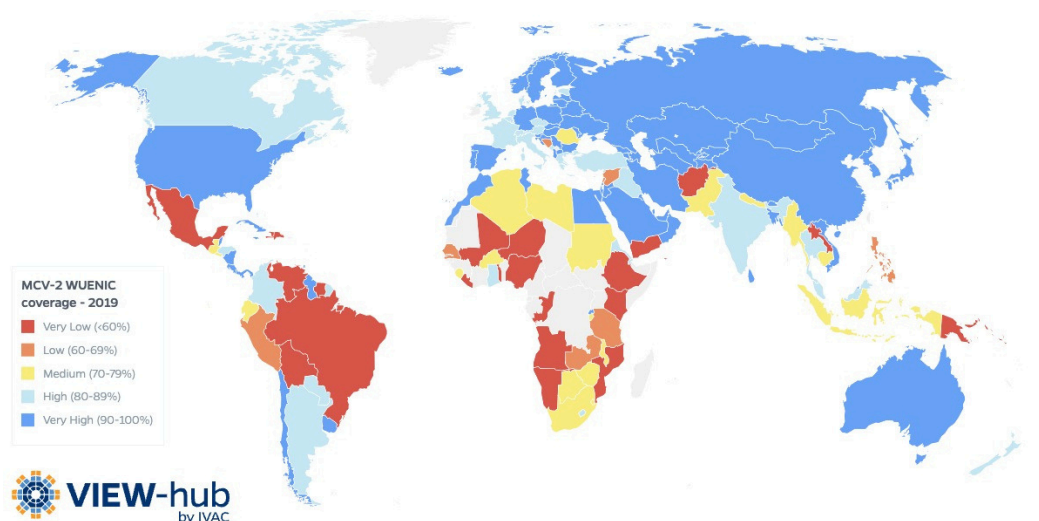 MCV-2 WUENIC
coverage - 2019
Very Low (<60%)
Low (60-69%)
Medium (70-79%)
High (80-89%)
Very High (90-100%)
VIEW-hub
by IVAC